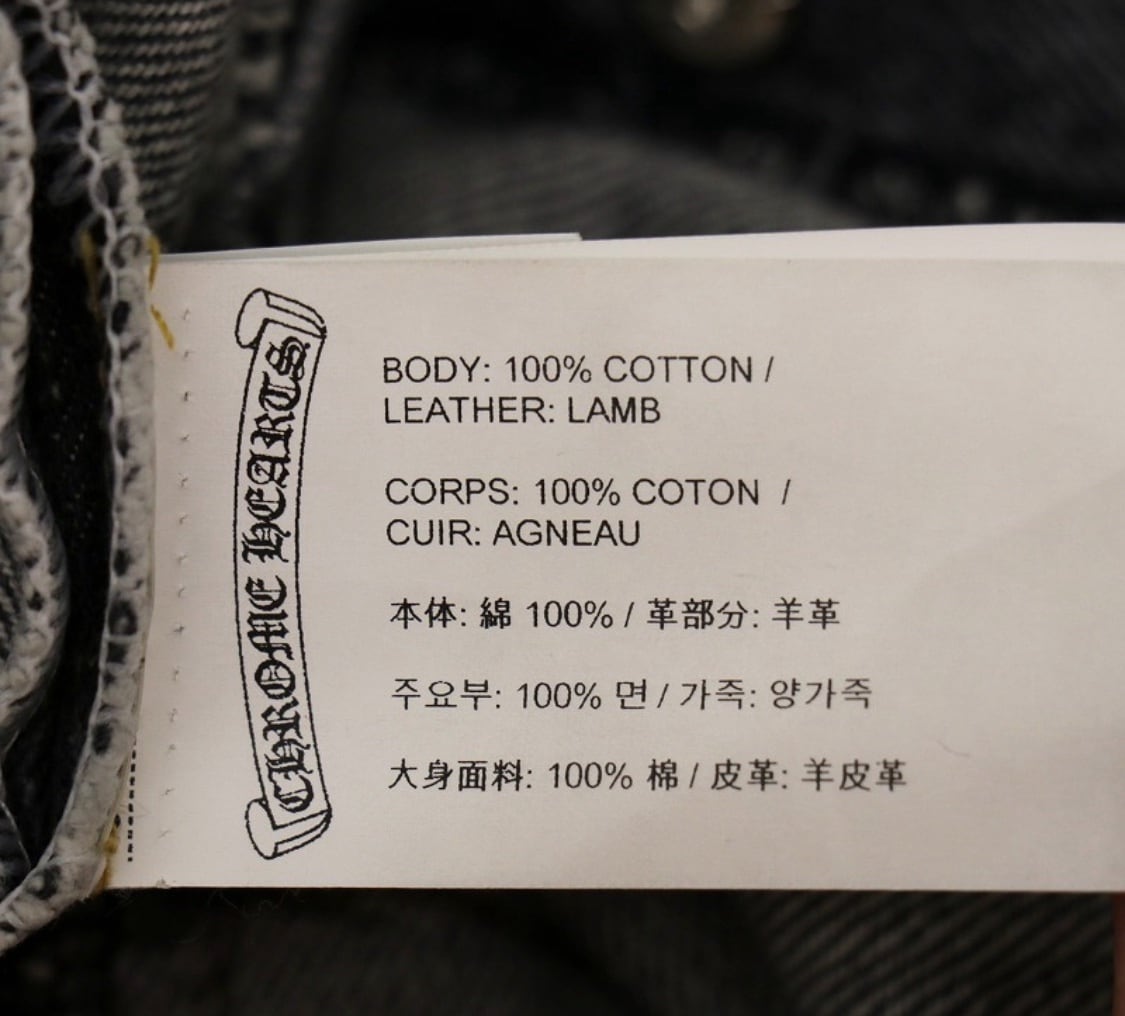 CHROME HEARTS
BODY: 100% COTTON /
LEATHER: LAMB
CORPS: 100% COTON /
CUIR: AGNEAU
本体: 綿 100% / 革部分: 羊革
주요부: 100% 면 / 가죽: 양가죽
大身面料: 100% 棉 / 皮革: 羊皮革